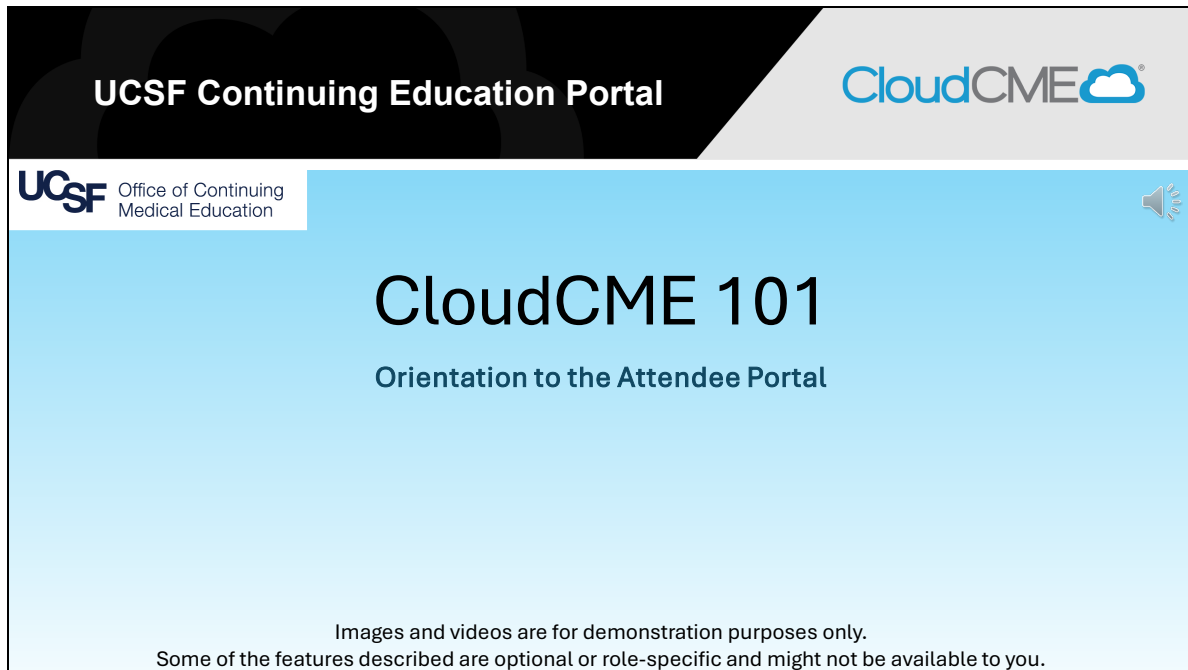 UCSF Continuing Education Portal
CloudCME®
UCSF Office of Continuing
Medical Education
CloudCME 101
Orientation to the Attendee Portal
Images and videos are for demonstration purposes only.
Some of the features described are optional or role-specific and might not be available to you.